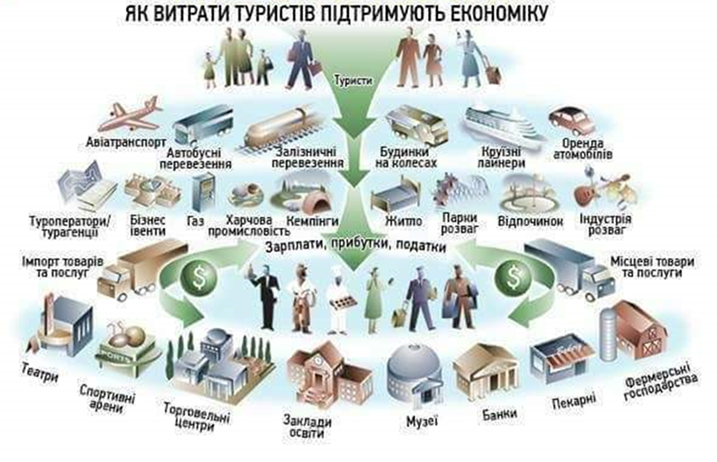 ЯК ВИТРАТИ ТУРИСТІВ ПІДТРИМУЮТЬ ЕКОНОМІКУ
Туристи
Авіатранспорт
Автобусні
перевезення
Залізничні
перевезення
Будинки
на колесах
Круїзні
лайнери
Оренда
атомобілів
Туроператори/
турагенції
Бізнес
івенти
Газ
Харчова
промисловість
Кемпінги
Житло
Парки
розваг
Відпочинок
Індустрія
розваг
Зарплати, прибутки, податки
Імпорт товарів
та послуг
$
$
Місцеві товари
та послуги
Театри
SPORTS
Спортивні
арени
Торговельні
центри
Заклади
освіти
Музеї
Банки
Пекарні
Фермерські
господарства